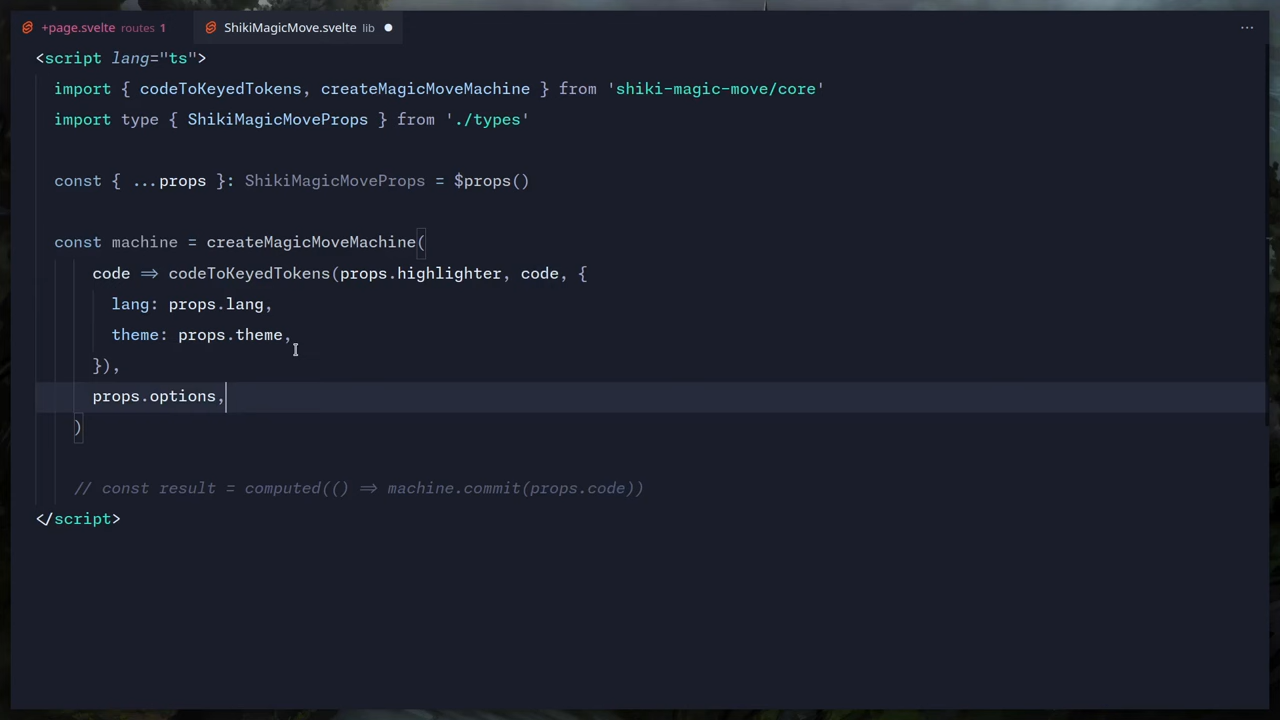 +page.svelte routes 1 ShikiMagicMove.svelte lib ● ...
<script lang="ts">
import { codeToKeyedTokens, createMagicMoveMachine } from 'shiki-magic-move/core'
import type { ShikiMagicMoveProps } from './types'
const { ...props }: ShikiMagicMoveProps = $props()
const machine = createMagicMoveMachine(
code ⇒ codeToKeyedTokens(props.highlighter, code, {
lang: props.lang,
theme: props.theme,
}),
props.options,
)
// const result = computed(() ⇒ machine.commit(props.code))
</script>